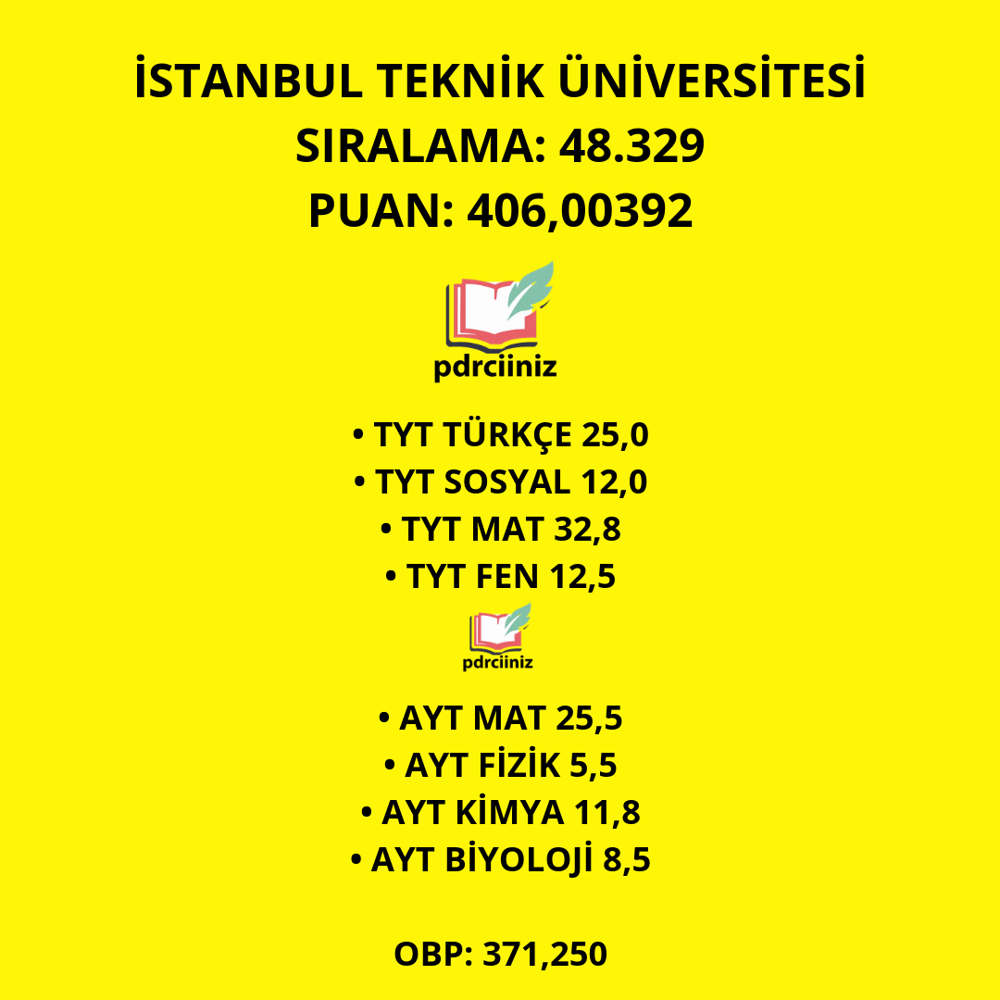 İSTANBUL TEKNİK ÜNİVERSİTESİ
SIRALAMA: 48.329
PUAN: 406,00392
pdrciiniz
• TYT TÜRKÇE 25,0
• TYT SOSYAL 12,0
• TYT MAT 32,8
• TYT FEN 12,5
pdrciiniz
• AYT MAT 25,5
• AYT FİZİK 5,5
• AYT KİMYA 11,8
• AYT BİYOLOJİ 8,5
OBP: 371,250